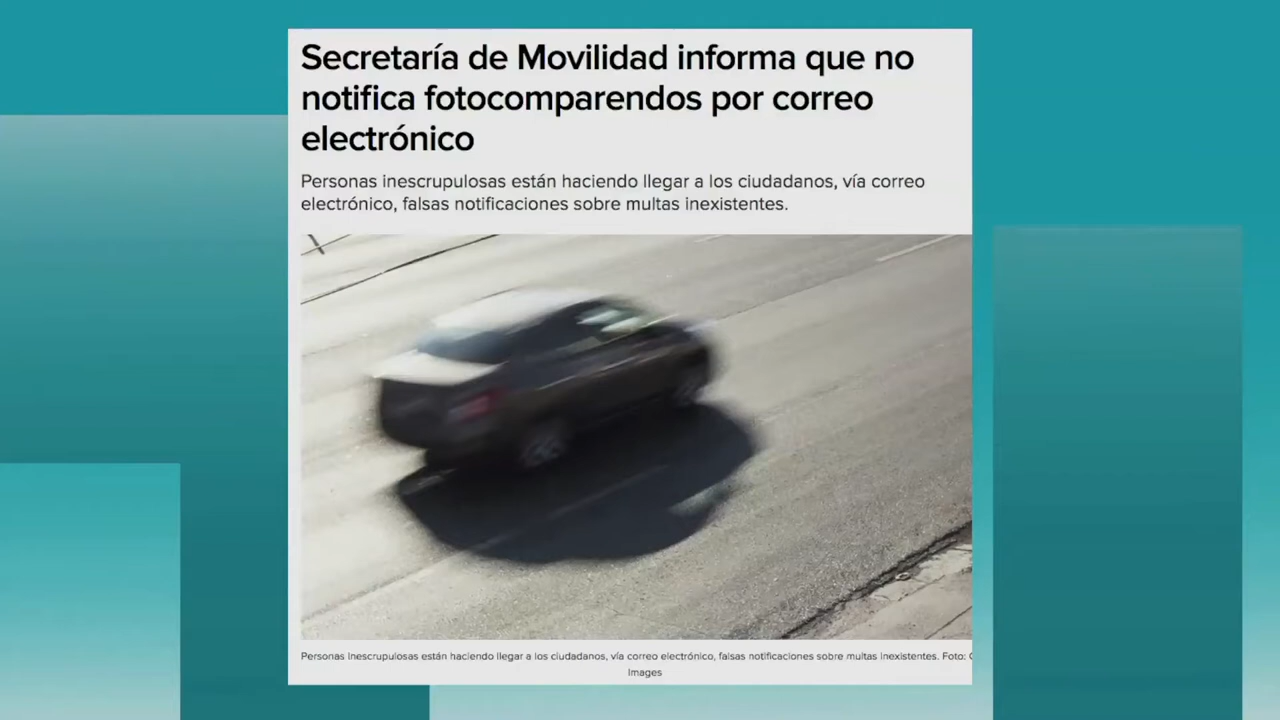 Secretaría de Movilidad informa que no
notifica fotocomparendos por correo
electrónico
Personas inescrupulosas están haciendo llegar a los ciudadanos, vía correo
electrónico, falsas notificaciones sobre multas inexistentes.
Personas inescrupulosas están haciendo llegar a los ciudadanos, vía correo electrónico, falsas notificaciones sobre multas inexistentes. Foto:
Images